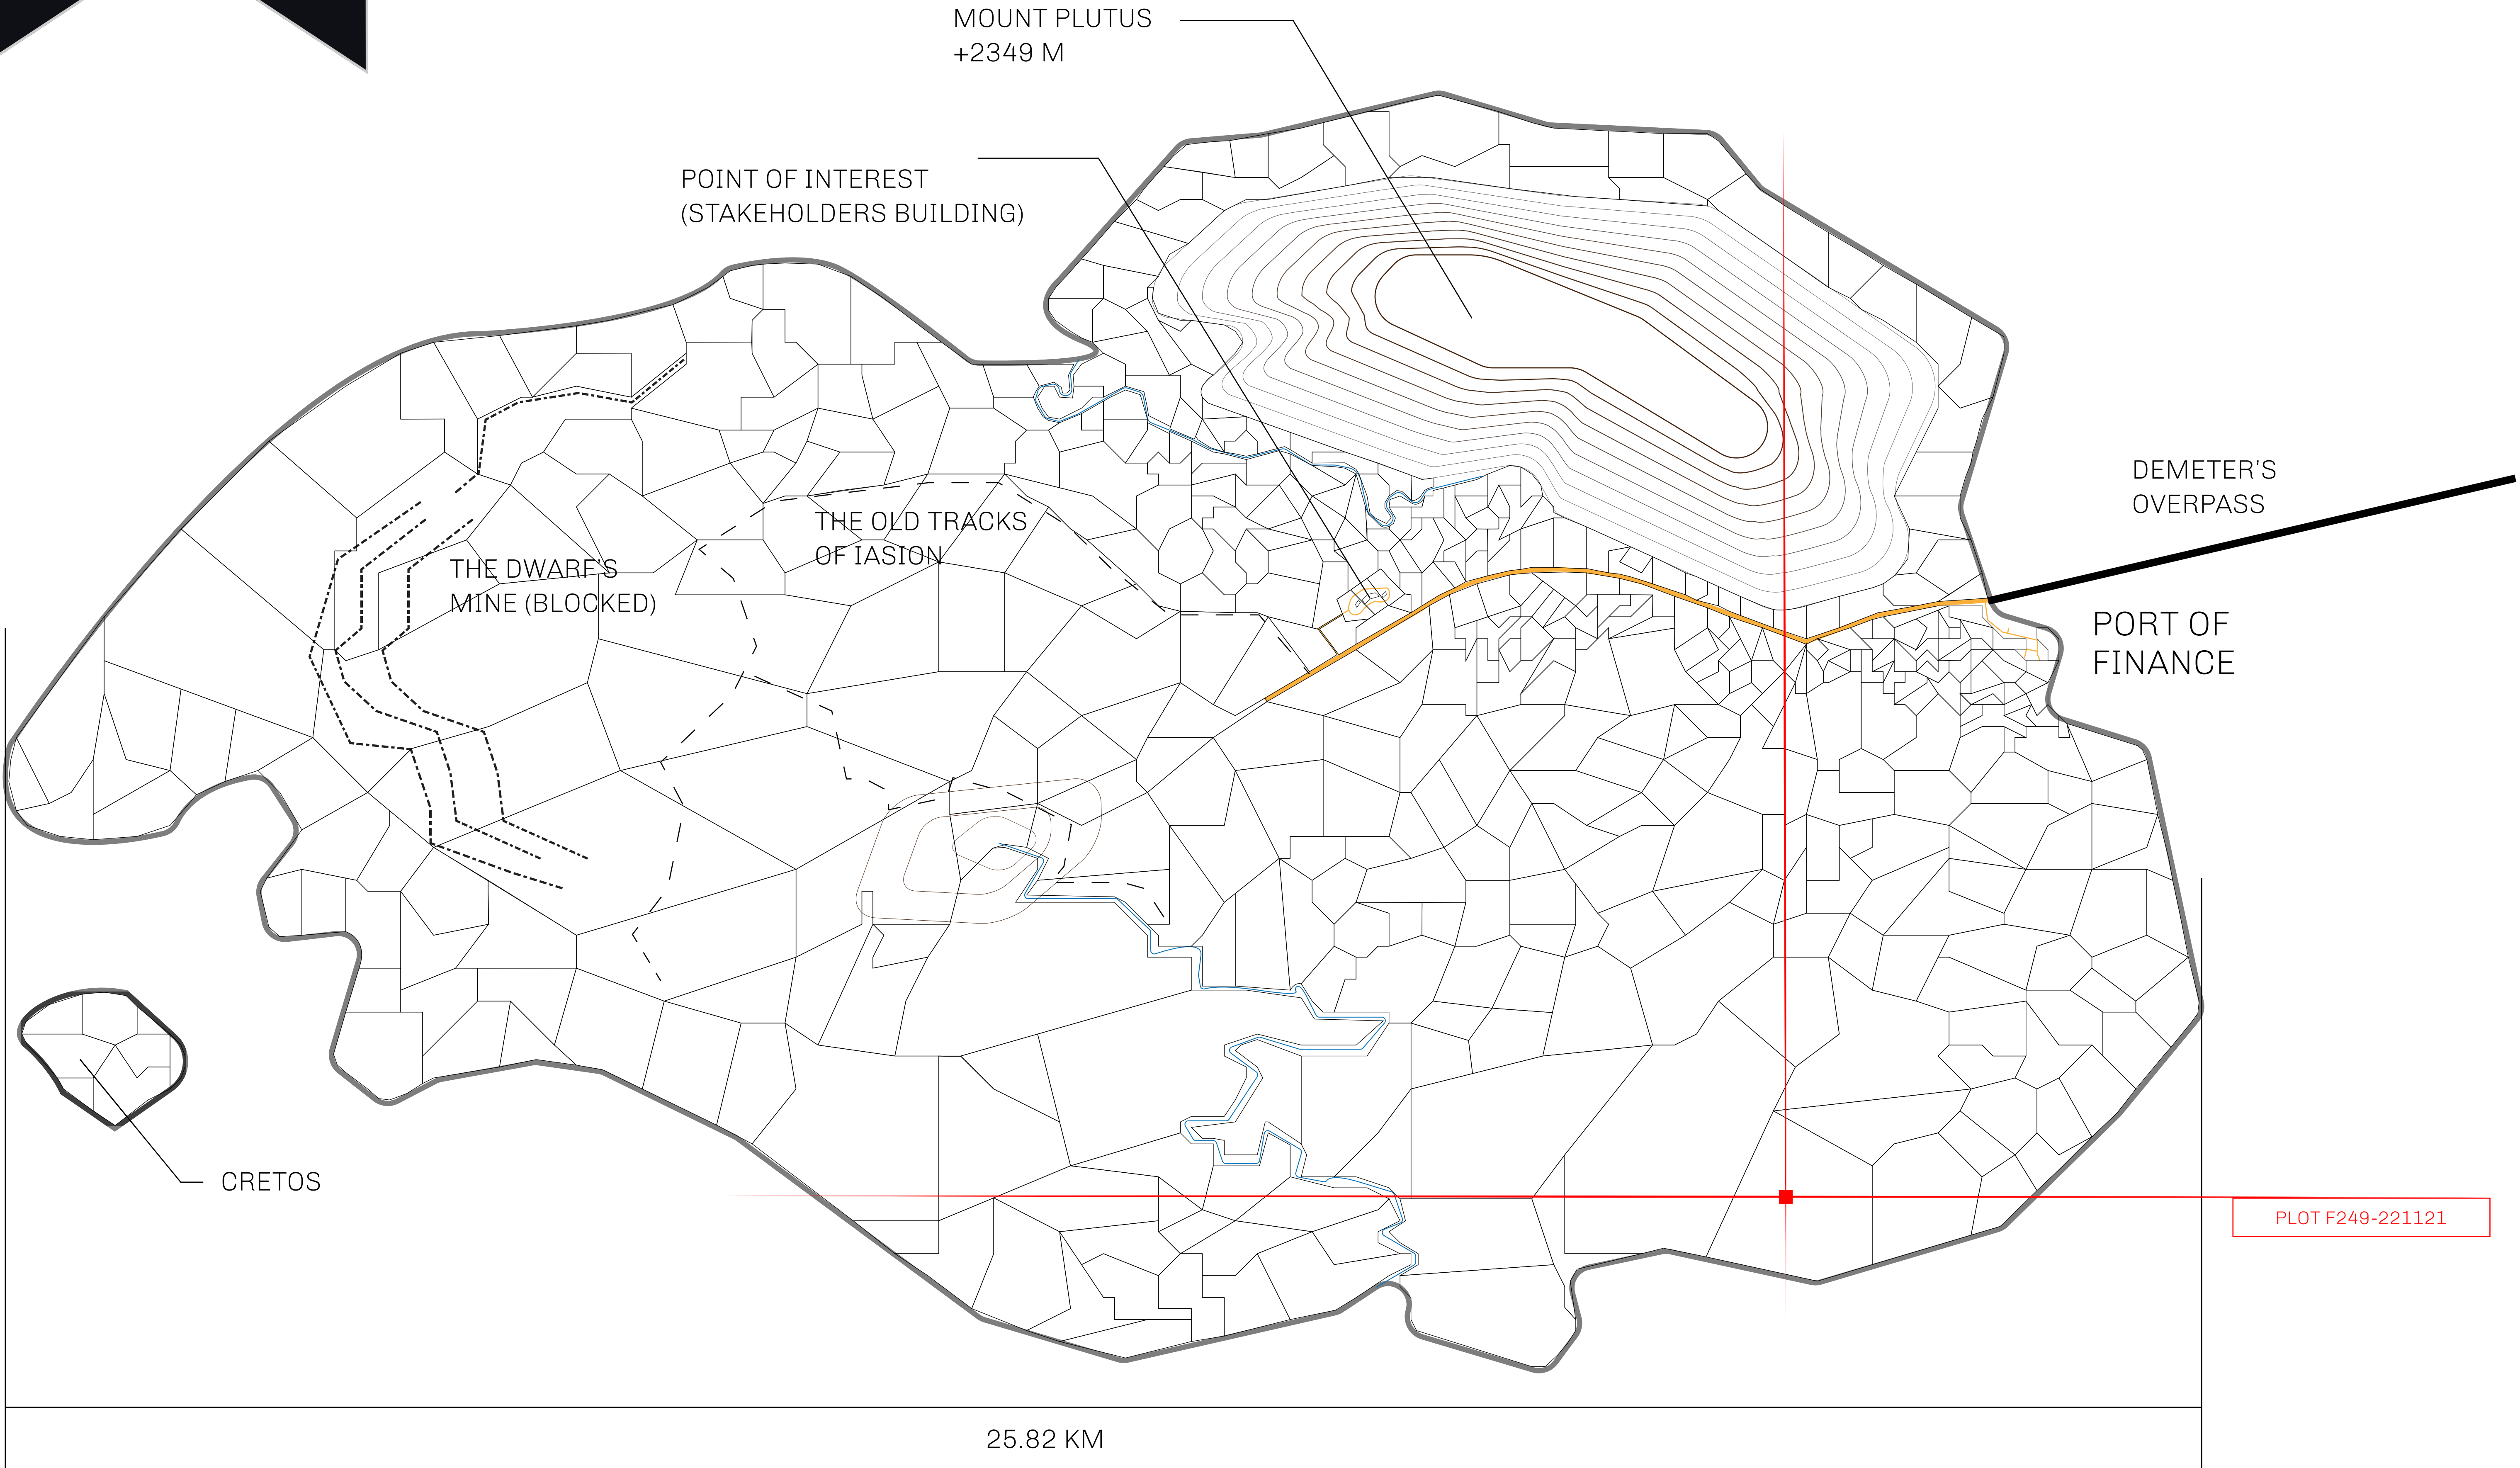 MOUNT PLUTUS
+2349 M
POINT OF INTEREST
(STAKEHOLDERS BUILDING)
DEMETER'S
OVERPASS
THE OLD TRACKS
OF IASION
THE DWARF'S
MINE (BLOCKED)
PORT OF
FINANCE
CRETOS
PLOT F249-221121
25.82 KM